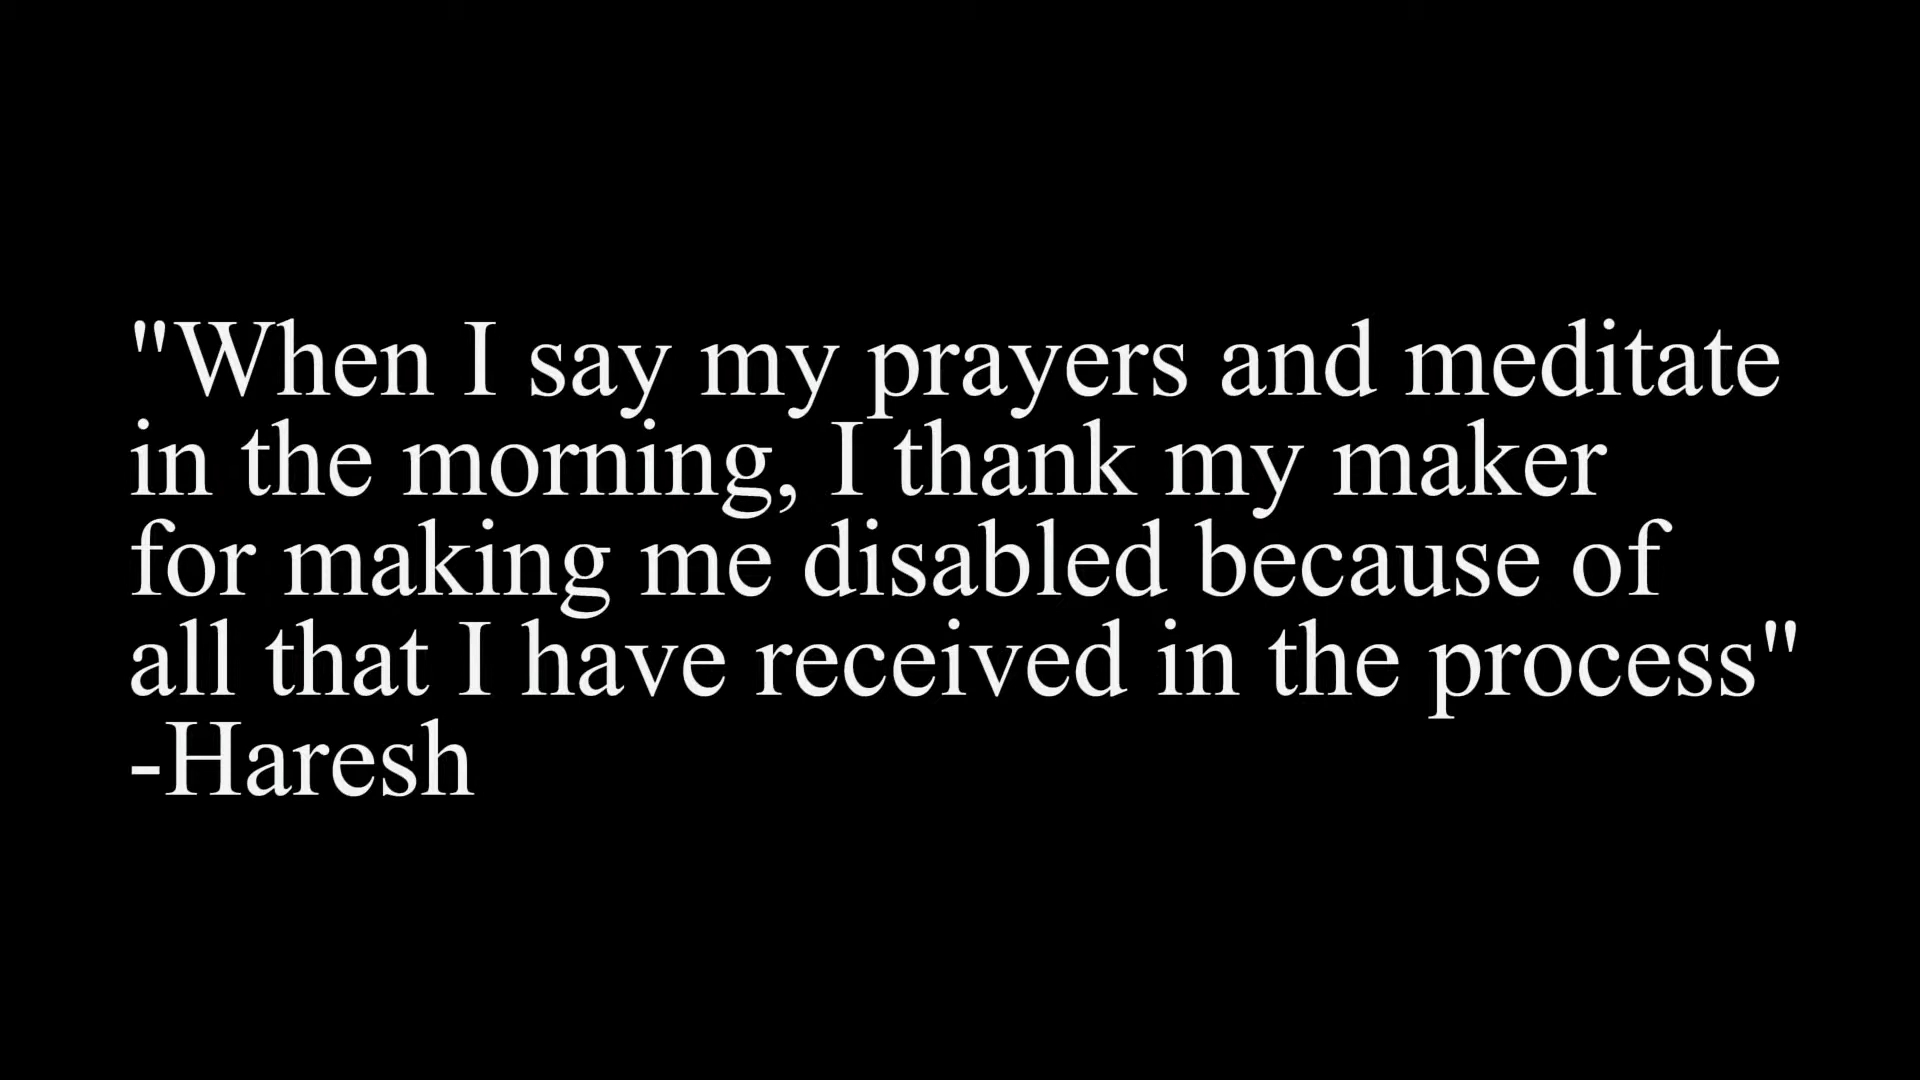 "When I say my prayers and meditate
in the morning, I thank my maker
for making me disabled because of
all that I have received in the process"
-Haresh